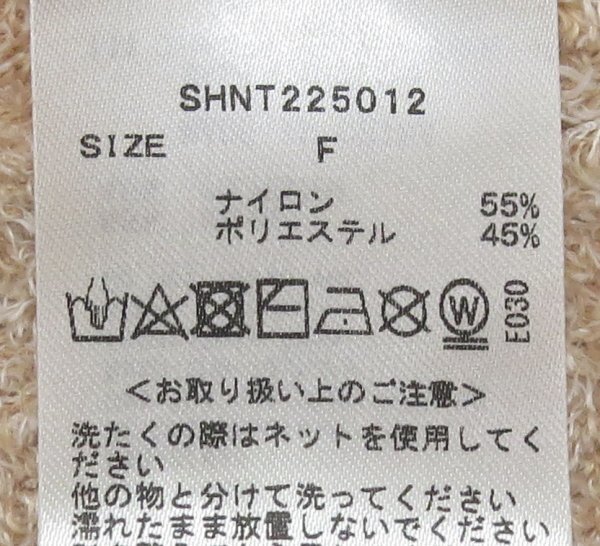 SHNT225012
SIZE F
ナイロン 55%
ポリエステル 45%
W E030
<お取り扱い上のご注意>
洗たくの際はネットを使用してく
ださい
他の物と分けて洗ってください
濡れたまま放置しないでください